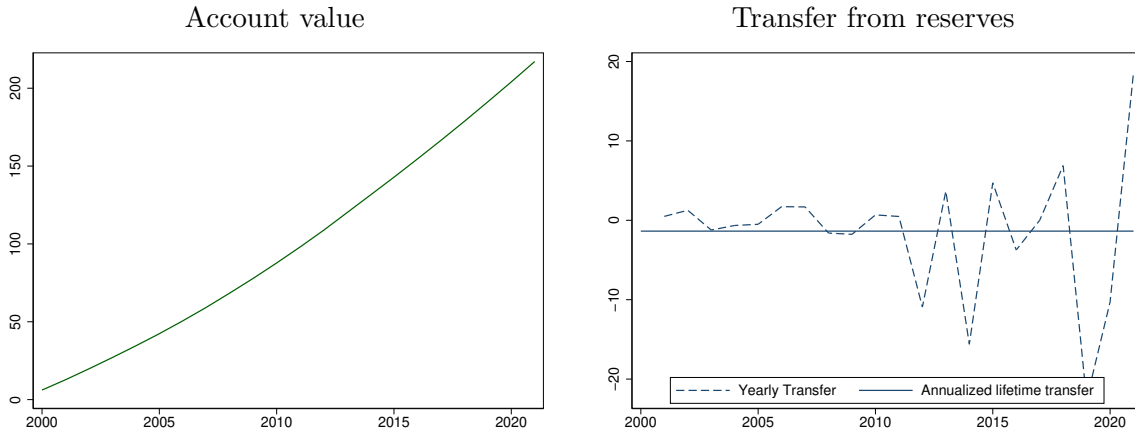 Account value
200
150
100
50
0
2000 2005 2010 2015 2020
Transfer from reserves
20
10
0
−10
−20
Yearly Transfer Annualized lifetime transfer
2000 2005 2010 2015 2020